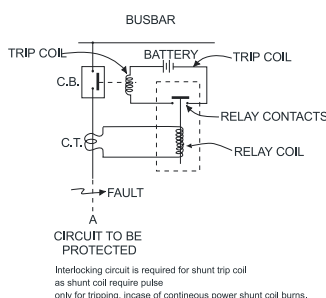 BUSBAR
TRIP COIL
BATTERY
TRIP COIL
C.B.
RELAY CONTACTS
C.T.
RELAY COIL
FAULT
A
CIRCUIT TO BE
PROTECTED
Interlocking circuit is required for shunt trip coil
as shunt coil require pulse
only for tripping, incase of contineous power shunt coil burns.